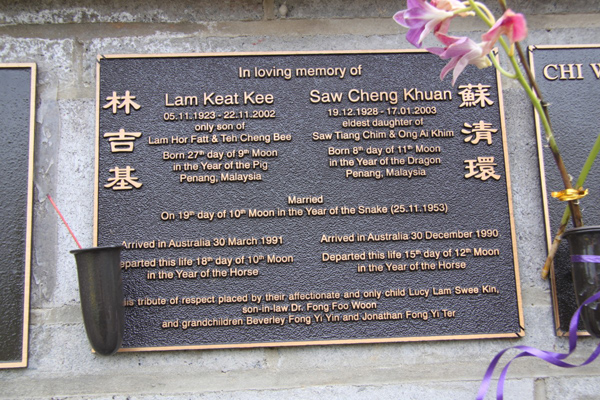 In loving memory of
林吉基
Lam Keat Kee
05.11.1923 - 22.11.2002
only son of
Lam Hor Fatt & Teh Cheng Bee
Born 27th day of 9th Moon
in the Year of the Pig
Penang, Malaysia
Saw Cheng Khuan
19.12.1928 - 17.01.2003
eldest daughter of
Saw Tiang Chim & Ong Ai Khim
Born 8th day of 11th Moon
in the Year of the Dragon
Penang, Malaysia
蘇清環
Married
On 19th day of 10th Moon in the Year of the Snake (25.11.1953)
Arrived in Australia 30 March 1991
Departed this life 18th day of 10th Moon
in the Year of the Horse
Arrived in Australia 30 December 1990,
Departed this life 15th day of 12th Moon
in the Year of the Horse
tribute of respect placed by their affectionate and only child Lucy Lam Swee Kin,
son-in-law Dr. Fong Foo Woon
and grandchildren Beverley Fong Yi Yin and Jonathan Fong Yi Ter
CHI